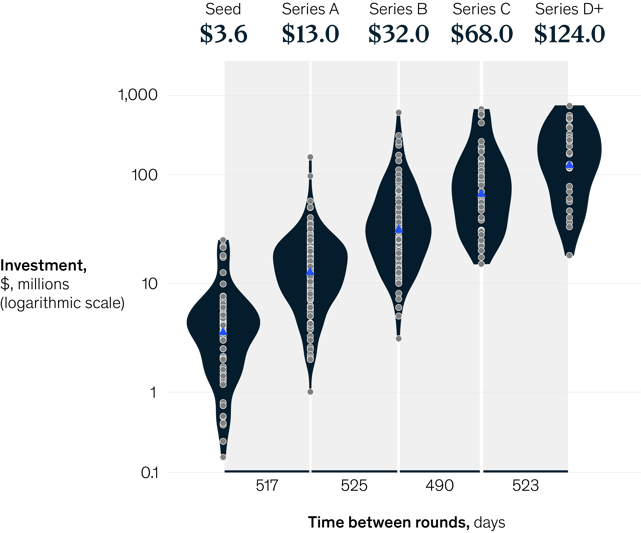 Seed Series A Series B Series C Series D+
$3.6 $13.0 $32.0 $68.0 $124.0
1,000
100
Investment,
$, millions
(logarithmic scale)
10
1
0.1
517 525 490 523
Time between rounds, days